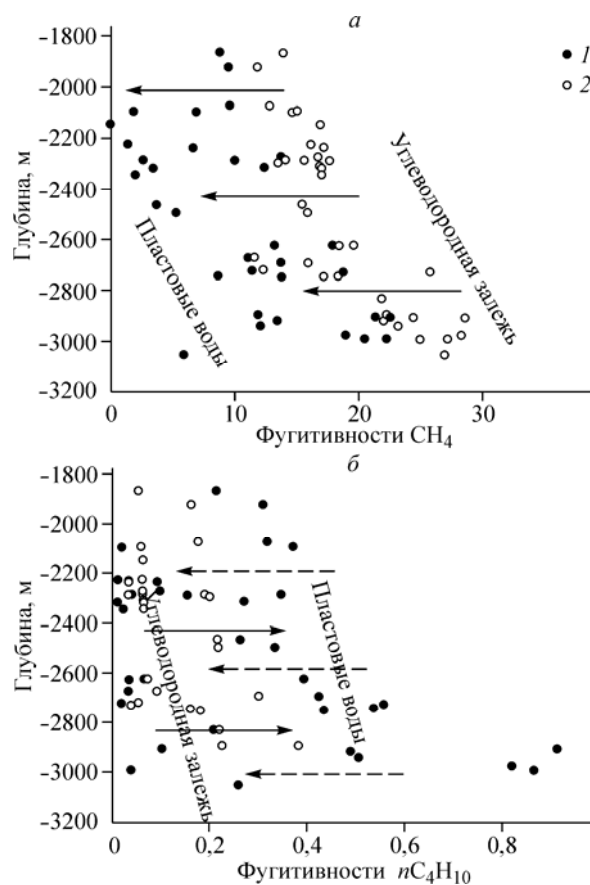 а
-1800
-2000
-2200
-2400
-2600
-2800
-3000
-3200
Глубина, м
0
10
20
30
Фугитивности CH4
Пластовые воды
Углеводородная залежь
1
2
б
-1800
-2000
-2200
-2400
-2600
-2800
-3000
-3200
Глубина, м
0
0,2
0,4
0,6
0,8
Фугитивности nC4H10
Углеводородная залежь
Пластовые воды